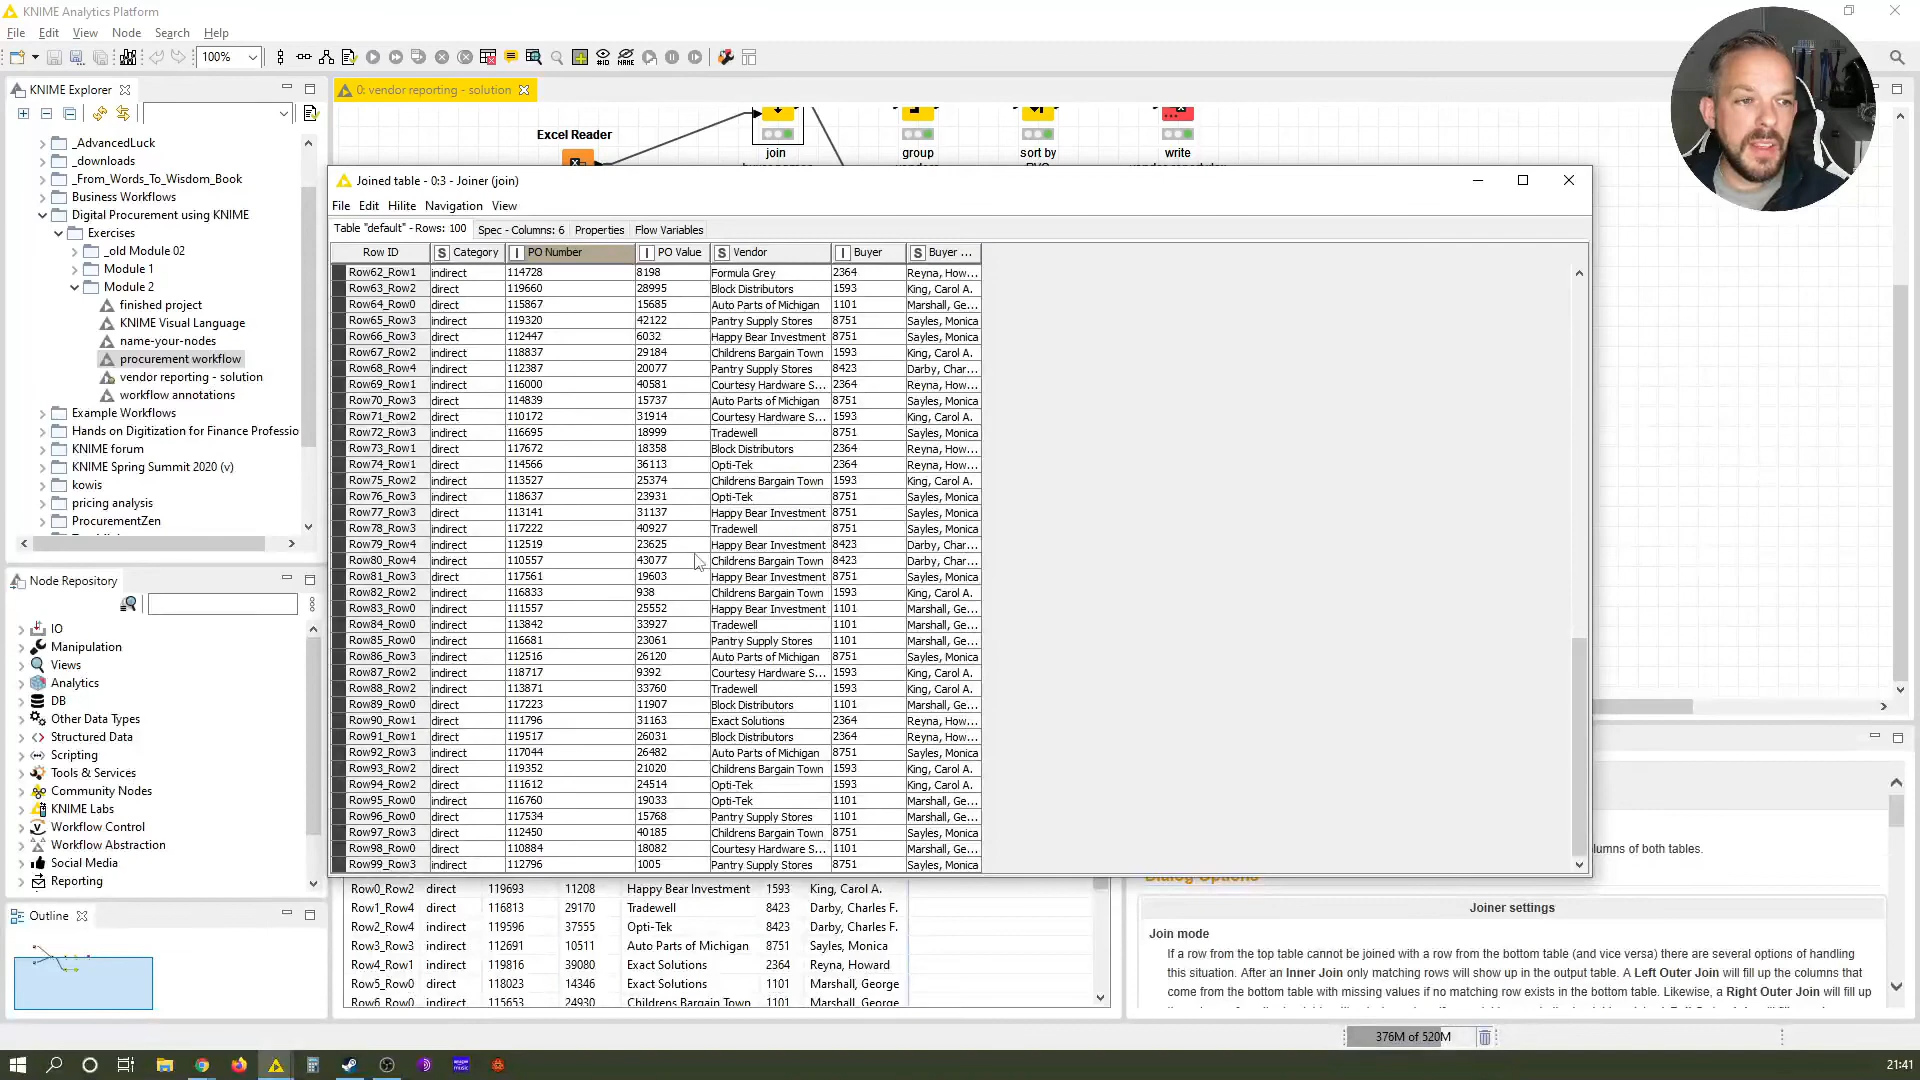 KNIME Analytics Platform
File Edit View Node Search Help
100%
KNIME Explorer
0: vendor reporting - solution
_AdvancedLuck
_downloads
_From_Words_To_Wisdom_Book
Business Workflows
Digital Procurement using KNIME
Exercises
_old Module 02
Module 1
Module 2
finished project
KNIME Visual Language
name-your-nodes
procurement workflow
vendor reporting - solution
workflow annotations
Example Workflows
Hands on Digitization for Finance Professio
KNIME forum
KNIME Spring Summit 2020 (v)
kowis
pricing analysis
ProcurementZen
Excel Reader
join
group
sort by
write
Joined table - 0:3 - Joiner (join)
File Edit Hilite Navigation View
Table "default" - Rows: 100 Spec - Columns: 6 Properties Flow Variables
Row ID S Category I PO Number I PO Value S Vendor I Buyer S Buyer ...
Row62_Row1 indirect 114728 8198 Formula Grey 2364 Reyna, How...
Row63_Row2 direct 119660 28995 Block Distributors 1593 King, Carol A.
Row64_Row0 direct 115867 15685 Auto Parts of Michigan 1101 Marshall, Ge...
Row65_Row3 indirect 119320 42122 Pantry Supply Stores 8751 Sayles, Monica
Row66_Row3 direct 112447 6032 Happy Bear Investment 8751 Sayles, Monica
Row67_Row2 indirect 118837 29184 Childrens Bargain Town 1593 King, Carol A.
Row68_Row4 indirect 112387 20077 Pantry Supply Stores 8423 Darby, Char...
Row69_Row1 indirect 116000 40581 Courtesy Hardware S... 2364 Reyna, How...
Row70_Row3 direct 114839 15737 Auto Parts of Michigan 8751 Sayles, Monica
Row71_Row2 direct 110172 31914 Courtesy Hardware S... 1593 King, Carol A.
Row72_Row3 indirect 116695 18999 Tradewell 8751 Sayles, Monica
Row73_Row1 direct 117672 18358 Block Distributors 2364 Reyna, How...
Row74_Row1 direct 114566 36113 Opti-Tek 2364 Reyna, How...
Row75_Row2 indirect 113527 25374 Childrens Bargain Town 1593 King, Carol A.
Row76_Row3 indirect 118637 23931 Opti-Tek 8751 Sayles, Monica
Row77_Row3 direct 113141 31137 Happy Bear Investment 8751 Sayles, Monica
Row78_Row3 indirect 117222 40927 Tradewell 8751 Sayles, Monica
Row79_Row4 indirect 112519 23625 Happy Bear Investment 8423 Darby, Char...
Row80_Row4 indirect 110557 43077 Childrens Bargain Town 8423 Darby, Char...
Row81_Row3 direct 117561 19603 Happy Bear Investment 8751 Sayles, Monica
Row82_Row2 indirect 116833 938 Childrens Bargain Town 1593 King, Carol A.
Row83_Row0 indirect 111557 25552 Happy Bear Investment 1101 Marshall, Ge...
Row84_Row0 indirect 113842 33927 Tradewell 1101 Marshall, Ge...
Row85_Row0 indirect 116681 23061 Pantry Supply Stores 1101 Marshall, Ge...
Row86_Row3 indirect 112516 26120 Auto Parts of Michigan 8751 Sayles, Monica
Row87_Row2 indirect 118717 9392 Courtesy Hardware S... 1593 King, Carol A.
Row88_Row2 indirect 113871 33760 Tradewell 1593 King, Carol A.
Row89_Row0 direct 117223 11907 Block Distributors 1101 Marshall, Ge...
Row90_Row1 direct 111796 31163 Exact Solutions 2364 Reyna, How...
Row91_Row1 direct 119517 26031 Block Distributors 2364 Reyna, How...
Row92_Row3 indirect 117044 26482 Auto Parts of Michigan 8751 Sayles, Monica
Row93_Row2 direct 119352 21020 Childrens Bargain Town 1593 King, Carol A.
Row94_Row2 direct 111612 24514 Opti-Tek 1593 King, Carol A.
Row95_Row0 indirect 116760 19033 Opti-Tek 1101 Marshall, Ge...
Row96_Row0 direct 117534 15768 Pantry Supply Stores 1101 Marshall, Ge...
Row97_Row3 direct 112450 40185 Childrens Bargain Town 8751 Sayles, Monica
Row98_Row0 direct 110884 18082 Courtesy Hardware S... 1101 Marshall, Ge...
Row99_Row3 indirect 112796 1005 Pantry Supply Stores 8751 Sayles, Monica
Node Repository
IO
Manipulation
Views
Analytics
DB
Other Data Types
Structured Data
Scripting
Tools & Services
Community Nodes
KNIME Labs
Workflow Control
Workflow Abstraction
Social Media
Reporting
Outline
Row0_Row2 direct 119693 11208 Happy Bear Investment 1593 King, Carol A.
Row1_Row4 direct 116813 29170 Tradewell 8423 Darby, Charles F.
Row2_Row4 direct 119596 37555 Opti-Tek 8423 Darby, Charles F.
Row3_Row3 direct 112691 10511 Auto Parts of Michigan 8751 Sayles, Monica
Row4_Row1 indirect 119816 39080 Exact Solutions 2364 Reyna, Howard
Row5_Row0 direct 118023 14346 Exact Solutions 1101 Marshall, George
Row6_Row0 indirect 115653 24930 Childrens Bargain Town 1101 Marshall, George
lumns of both tables.
Dialog Options
Joiner settings
Join mode
If a row from the top table cannot be joined with a row from the bottom table (and vice versa) there are several options of handling
this situation. After an Inner Join only matching rows will show up in the output table. A Left Outer Join will fill up the columns that
come from the bottom table with missing values if no matching row exists in the bottom table. Likewise, a Right Outer Join will fill up
376M of 520M
21:41